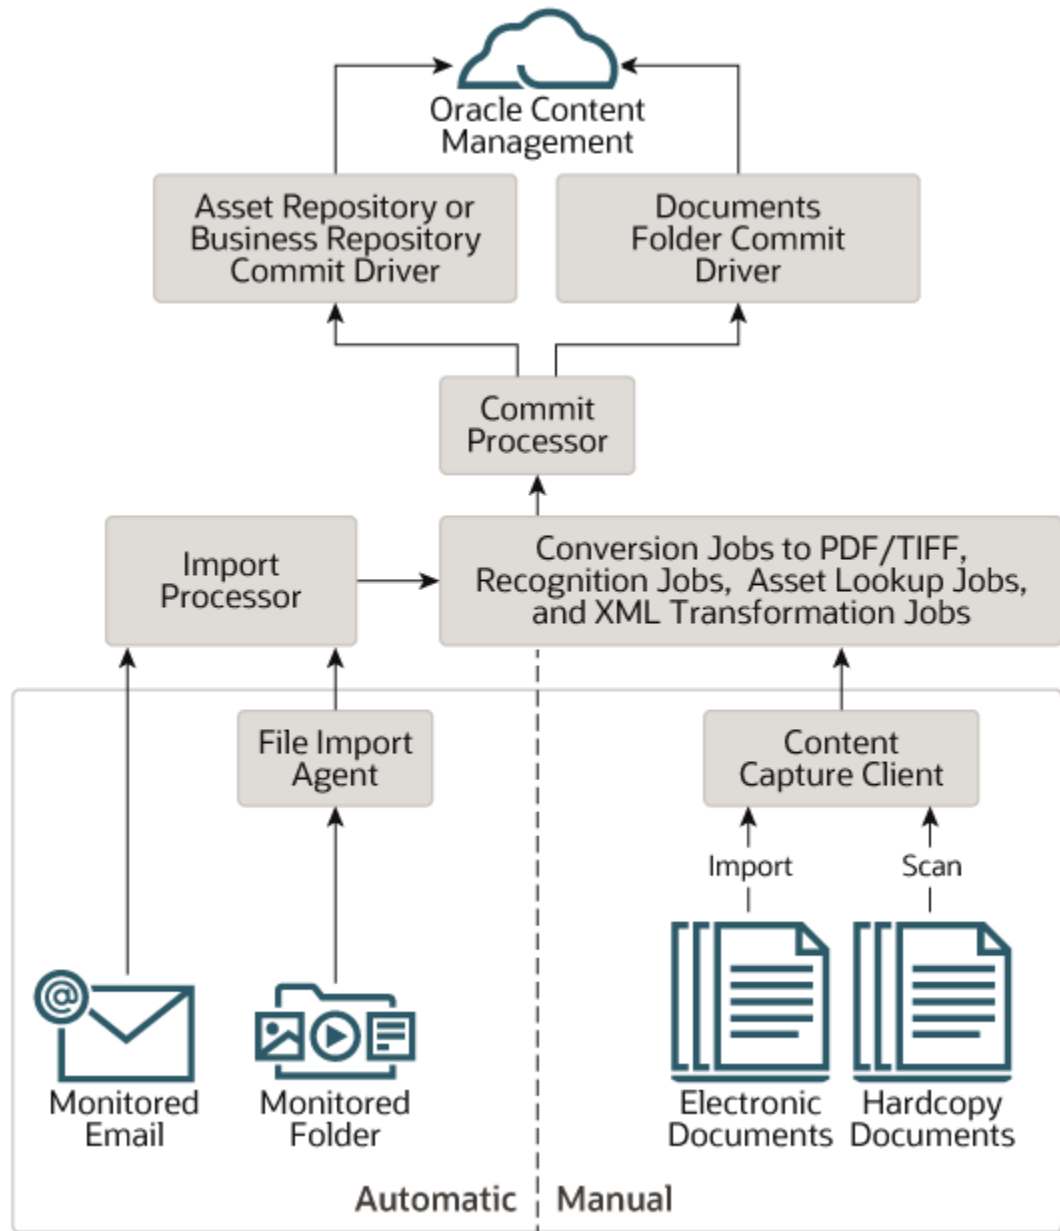 Oracle Content
Management
Asset Repository or
Business Repository
Commit Driver
Documents
Folder Commit
Driver
Commit
Processor
Import
Processor
Conversion Jobs to PDF/TIFF,
Recognition Jobs, Asset Lookup Jobs,
and XML Transformation Jobs
File Import
Agent
Content
Capture Client
Import
Scan
@
Monitored
Email
Monitored
Folder
Electronic
Documents
Hardcopy
Documents
Automatic
Manual